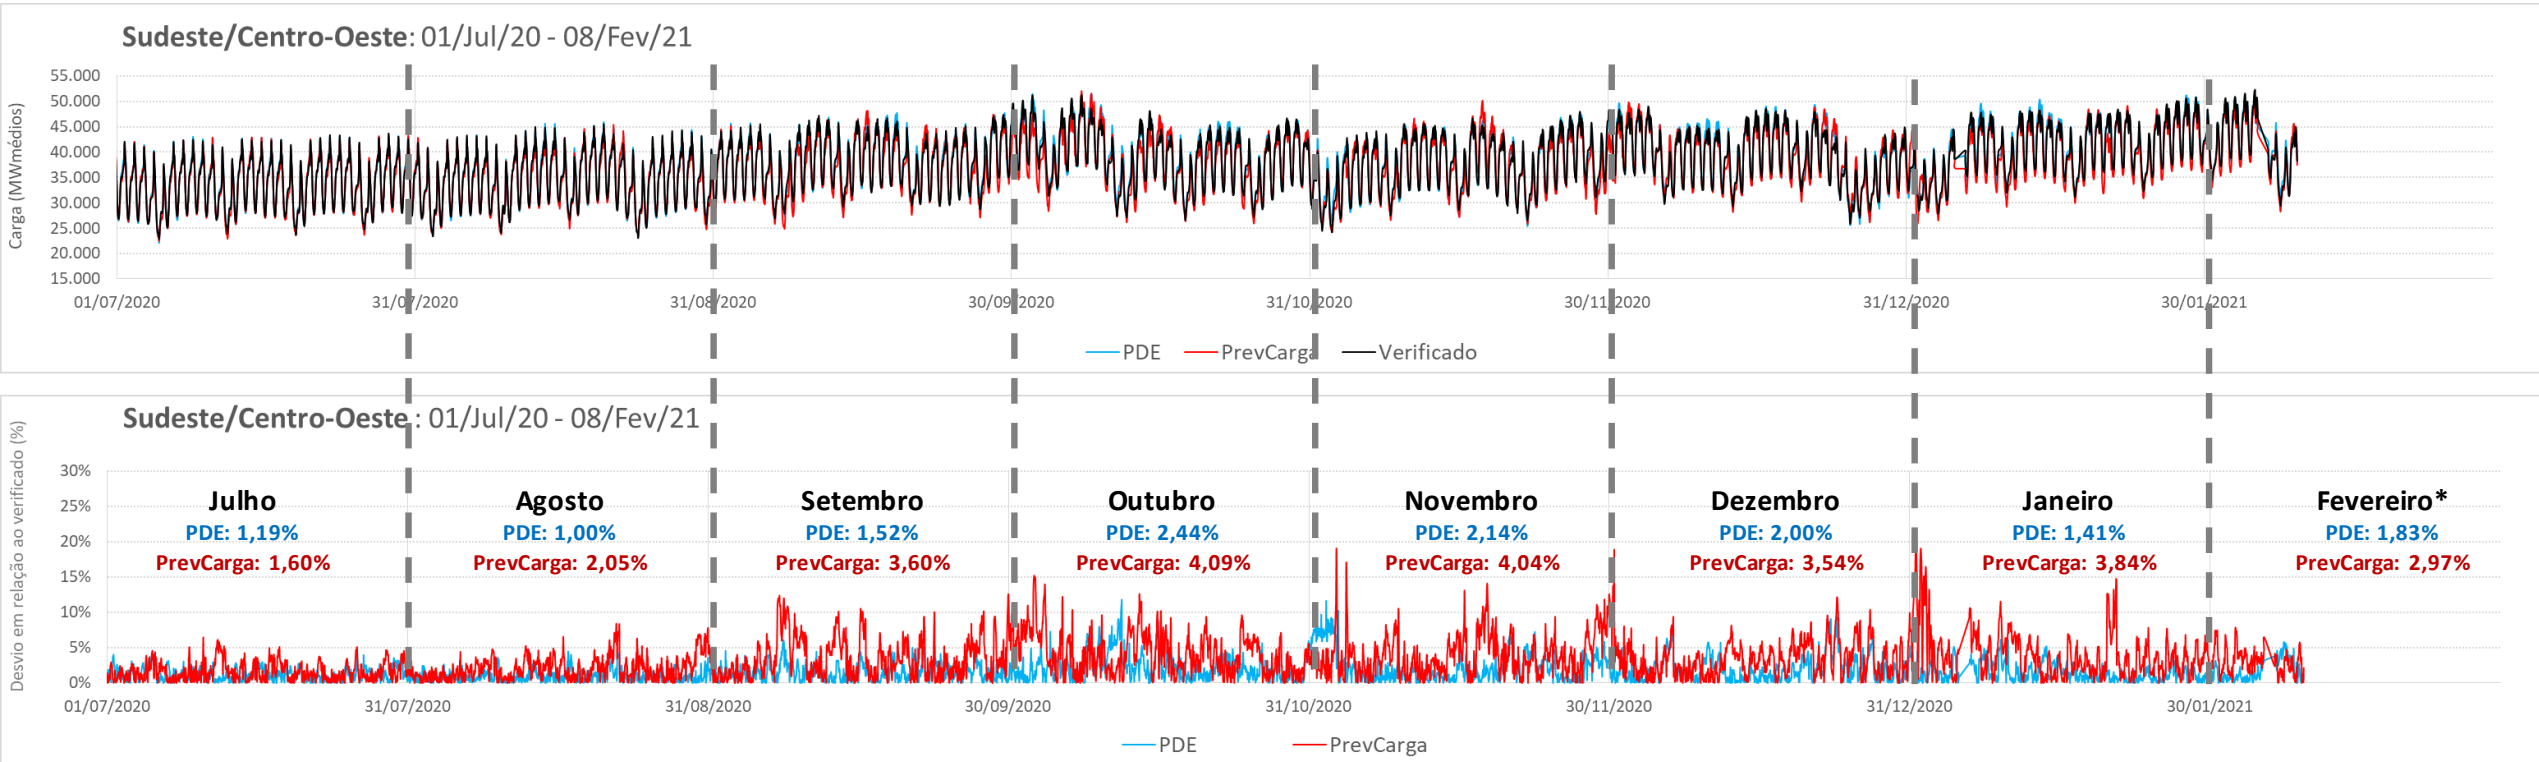 Sudeste/Centro-Oeste: 01/Jul/20 - 08/Fev/21
Carga (MWmédios)
55.000
50.000
45.000
40.000
35.000
30.000
25.000
20.000
15.000
01/07/2020 31/07/2020 31/08/2020 30/09/2020 31/10/2020 30/11/2020 31/12/2020 30/01/2021
PDE PrevCarga Verificado
Sudeste/Centro-Oeste : 01/Jul/20 - 08/Fev/21
Desvio em relação ao verificado (%)
30%
25%
20%
15%
10%
5%
0%
Julho
PDE: 1,19%
PrevCarga: 1,60%
Agosto
PDE: 1,00%
PrevCarga: 2,05%
Setembro
PDE: 1,52%
PrevCarga: 3,60%
Outubro
PDE: 2,44%
PrevCarga: 4,09%
Novembro
PDE: 2,14%
PrevCarga: 4,04%
Dezembro
PDE: 2,00%
PrevCarga: 3,54%
Janeiro
PDE: 1,41%
PrevCarga: 3,84%
Fevereiro*
PDE: 1,83%
PrevCarga: 2,97%
01/07/2020 31/07/2020 31/08/2020 30/09/2020 31/10/2020 30/11/2020 31/12/2020 30/01/2021
PDE PrevCarga